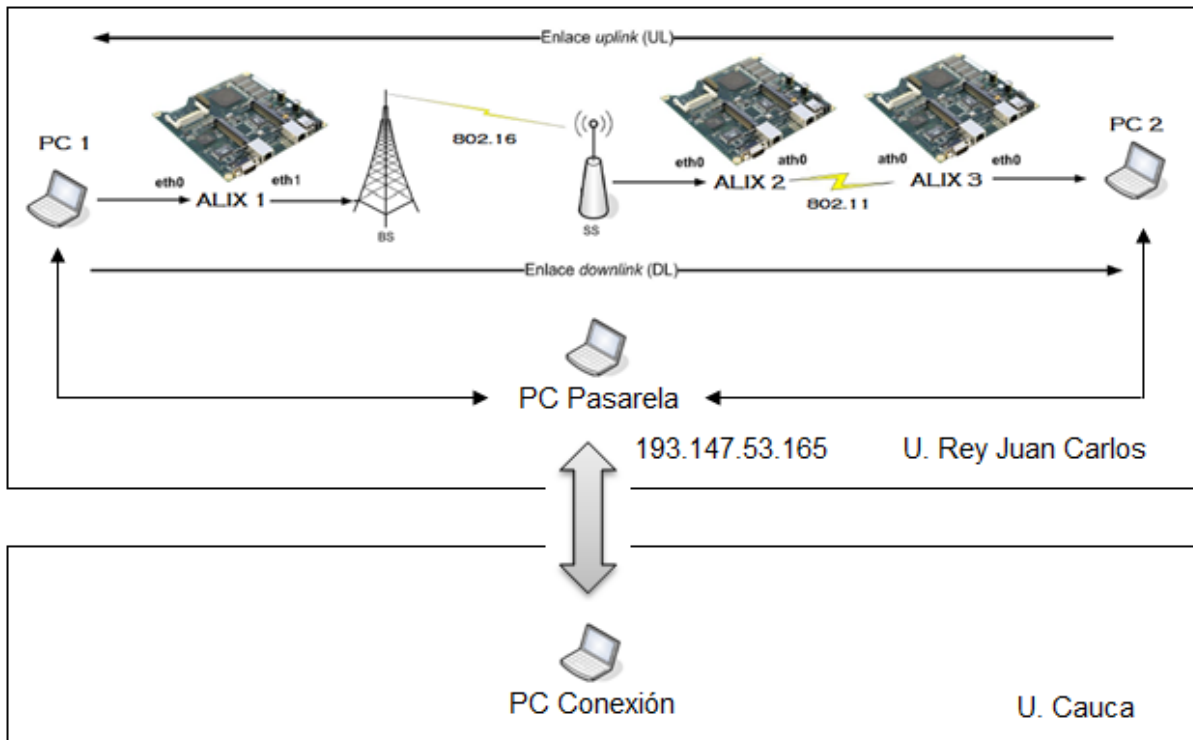 Enlace uplink (UL)
PC 1
eth0
eth1
ALIX 1
802.16
BS
SS
eth0
ath0
ALIX 2
802.11
ath0
eth0
ALIX 3
PC 2
Enlace downlink (DL)
PC Pasarela
193.147.53.165
U. Rey Juan Carlos
PC Conexión
U. Cauca